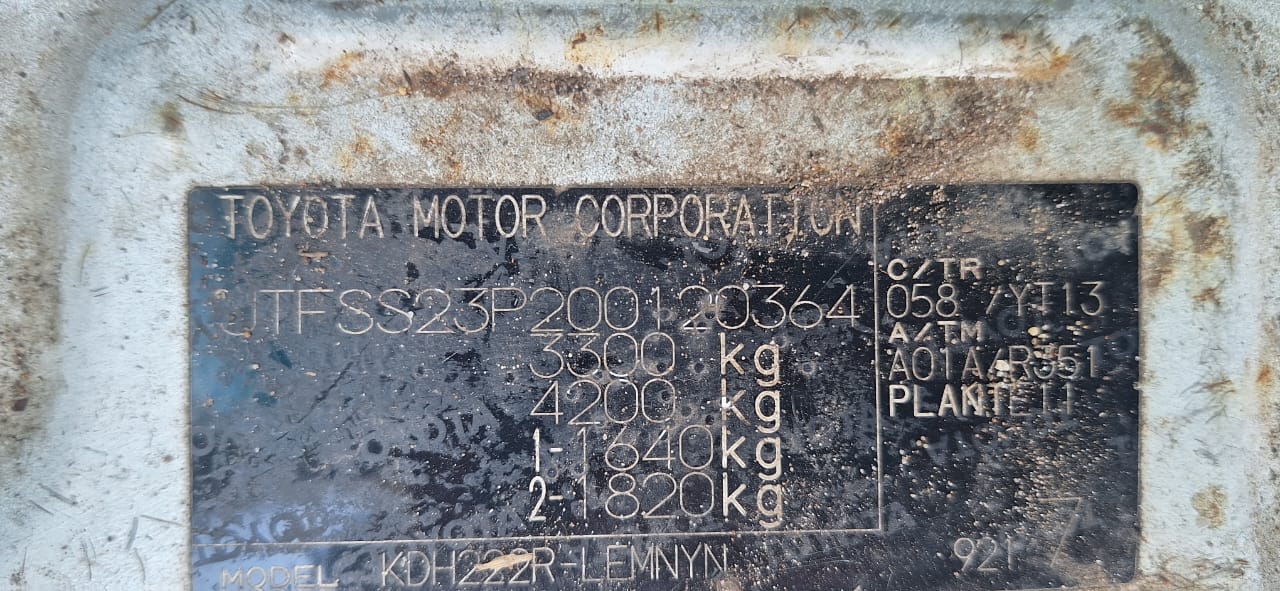 TOYOTA MOTOR CORPORATION
JTFSS23P200120364
3300 kg
4200 kg
1-1640kg
2-1820kg
C/TR
058 /YT13
A/TM
A01A/R351
PLANT
MODEL KDH222R-LEMNYN
921